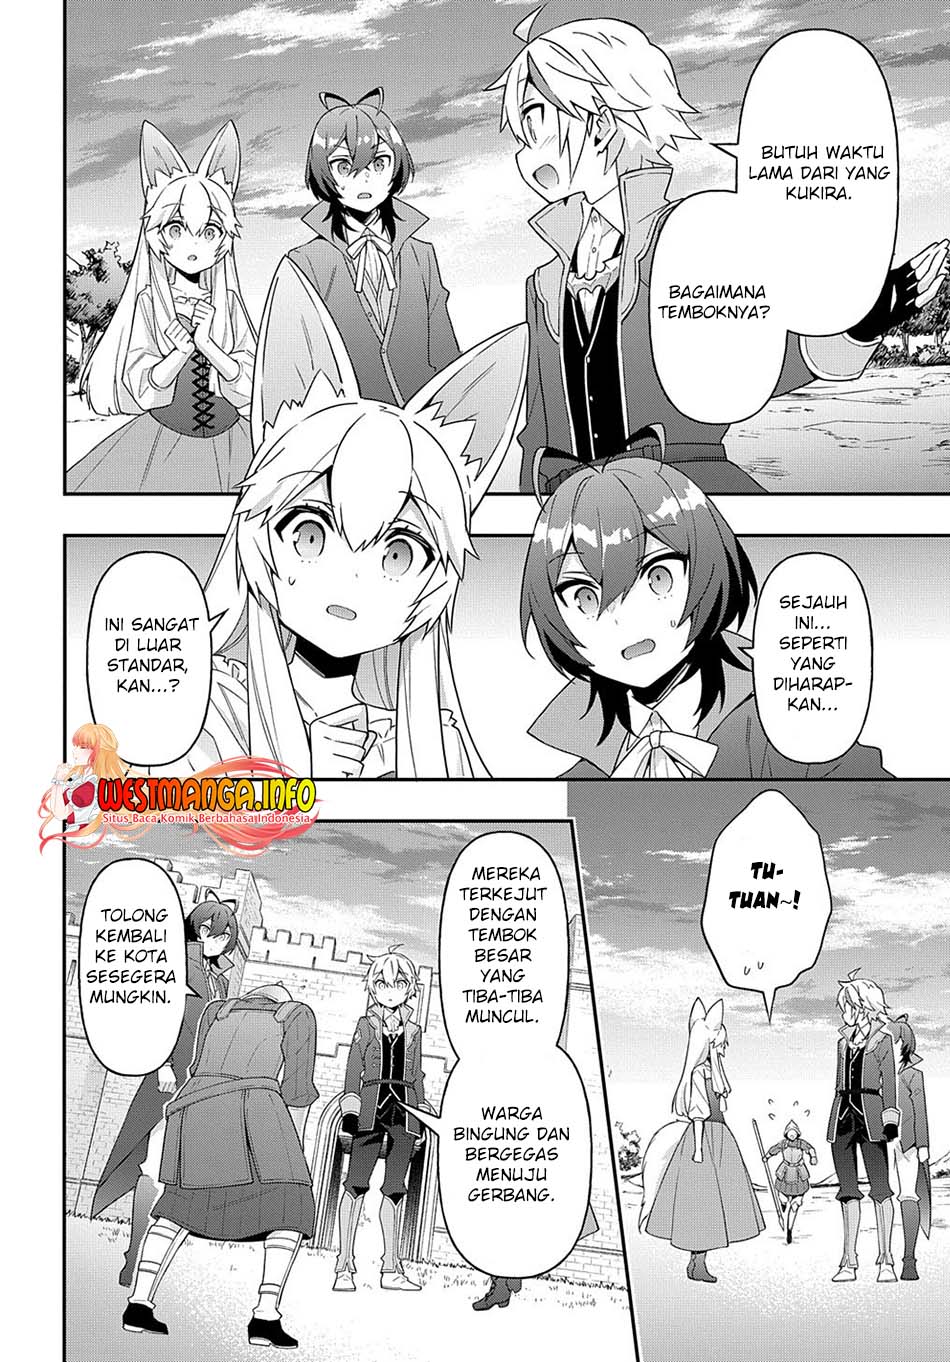 BUTUH WAKTU
LAMA DARI YANG
KUKIRA.
BAGAIMANA
TEMBOKNYA?
SEJAUH
INI...
SEPERTI
YANG
DIHARAP-
KAN...
INI SANGAT
DI LUAR
STANDAR,
KAN...?
WESTMANGA.INFO
Situs Baca Komik Berbahasa Indonesia
TU-
TUAN~!
MEREKA
TERKEJUT
DENGAN
TEMBOK
BESAR
YANG
TIBA-TIBA
MUNCUL.
WARGA
BINGUNG DAN
BERGEGAS
MENUJU
GERBANG.
TOLONG
KEMBALI
KE KOTA
SESEGERA
MUNGKIN.